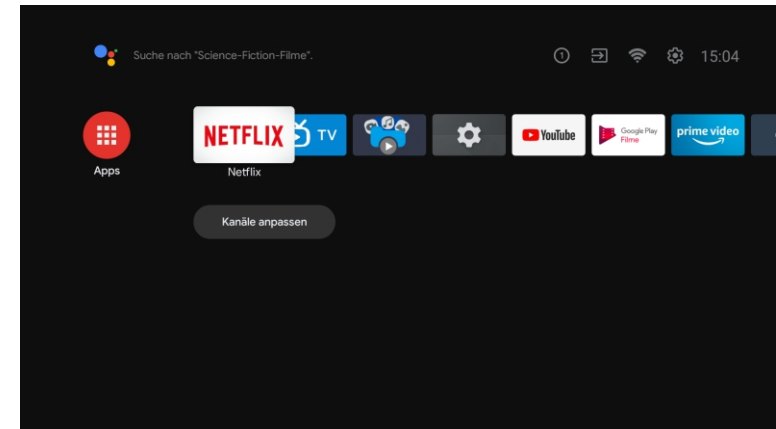 Suche nach "Science-Fiction-Filme".
1
15:04
NETFLIX
TV
YouTube
Google Play
Filme
prime video
Apps
Netflix
Kanäle anpassen